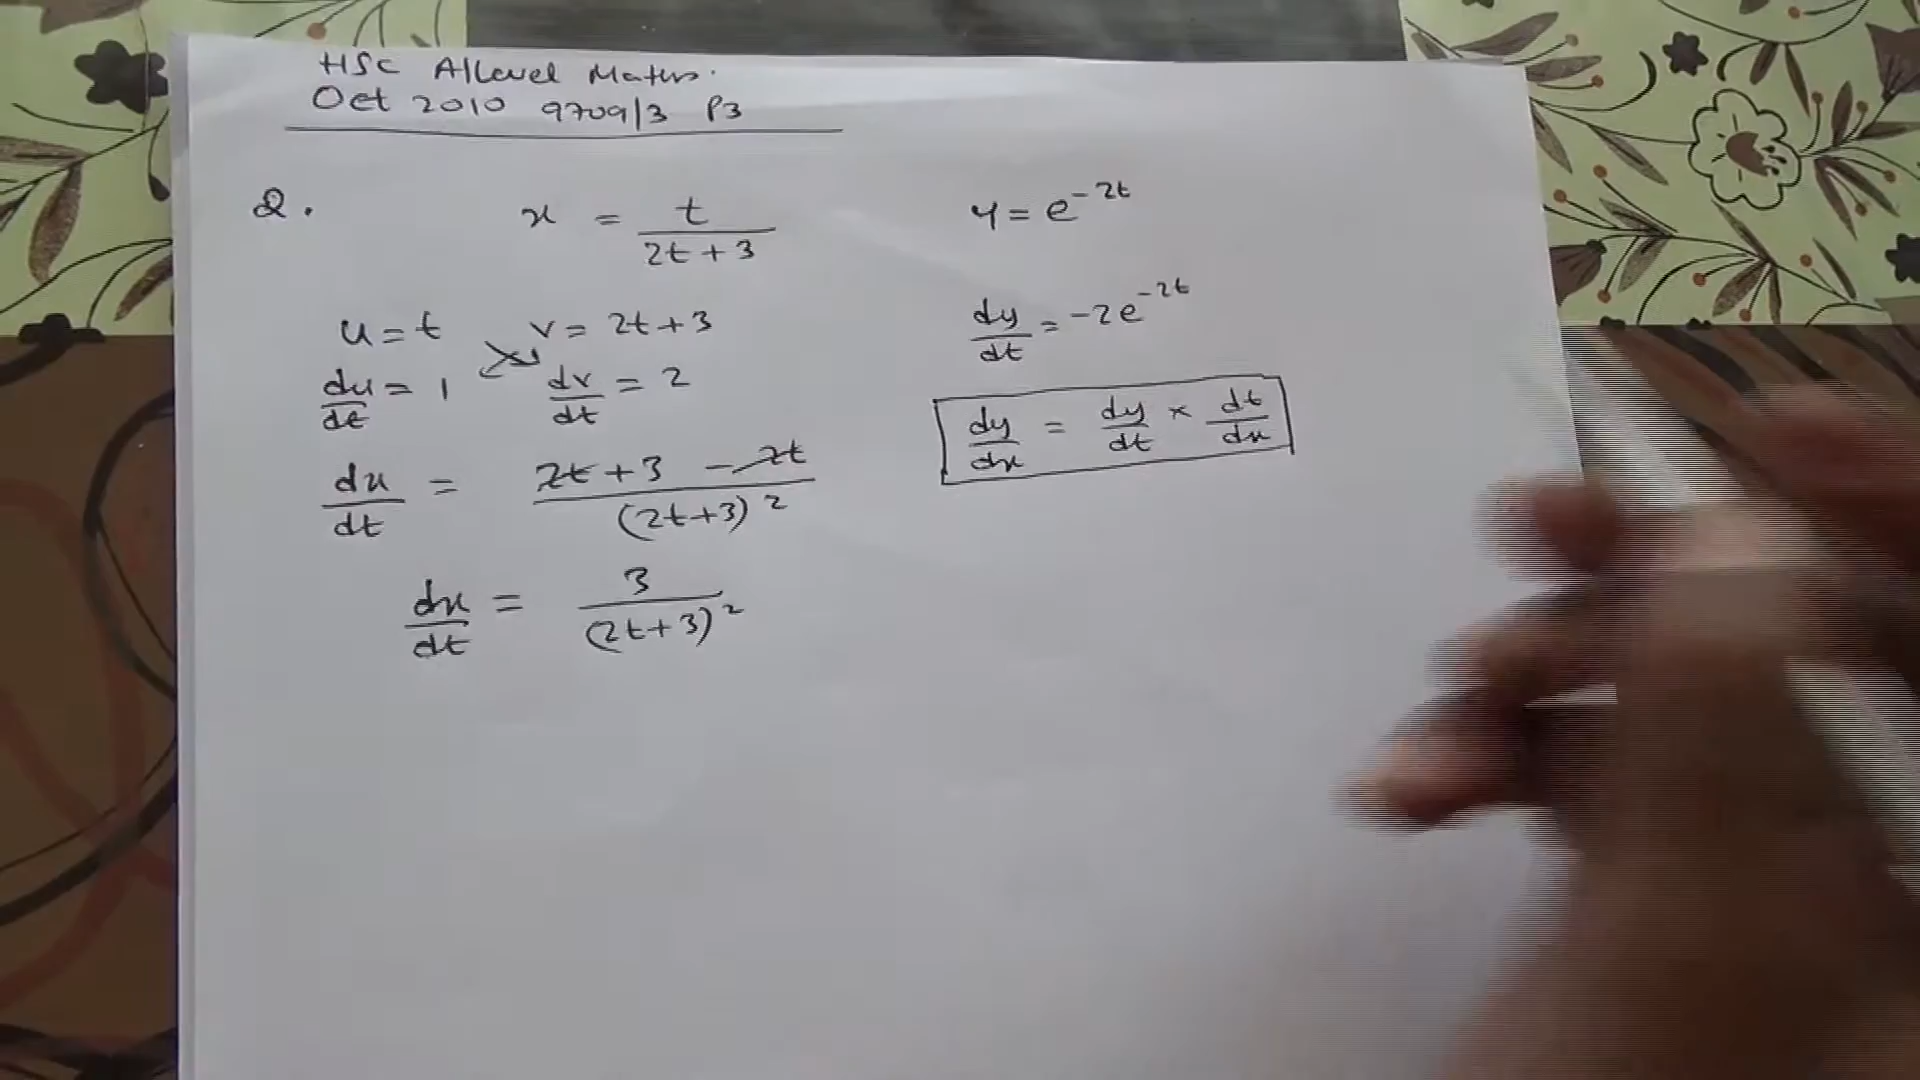 HSC A/Level Maths.
Oct 2010 9709/3 P3
Q. x = t/(2t + 3) y = e^(-2t)
u = t v = 2t + 3 dy/dt = -2e^(-2t)
du/dt = 1 dv/dt = 2
dy/dx = dy/dt × dt/dx
dx/dt = (2t + 3 - 2t)/(2t+3)^2
dx/dt = 3/(2t+3)^2